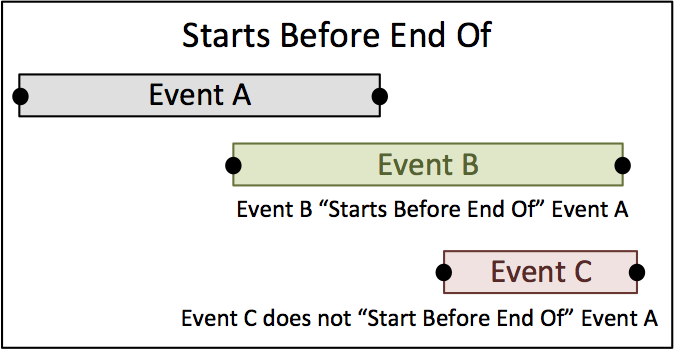 Starts Before End Of
Event A
Event B
Event B “Starts Before End Of” Event A
Event C
Event C does not “Start Before End Of” Event A